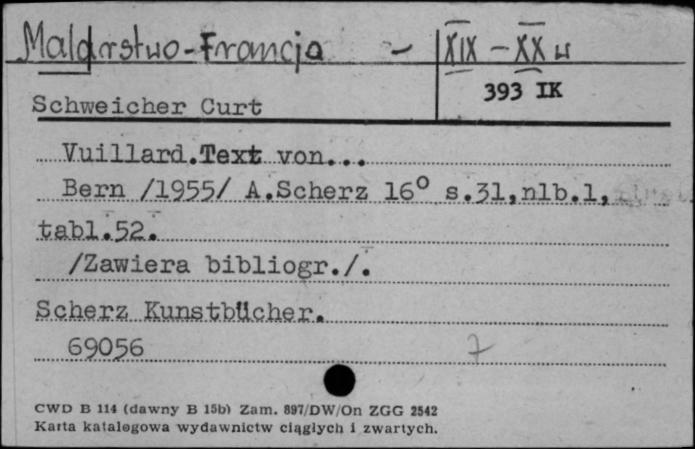 Malarstwo - Francja - XIX - XX w
393 IK
Schweicher Curt
Vuillard.Text von...
Bern /1955/ A.Scherz 16° s.31,nlb.1,
tabl.52.
/Zawiera bibliogr./.
Scherz Kunstbücher.
69056 7
CWD B 114 (dawny B 15b) Zam. 897/DW/On ZGG 2542
Karta katalogowa wydawnictw ciągłych i zwartych.